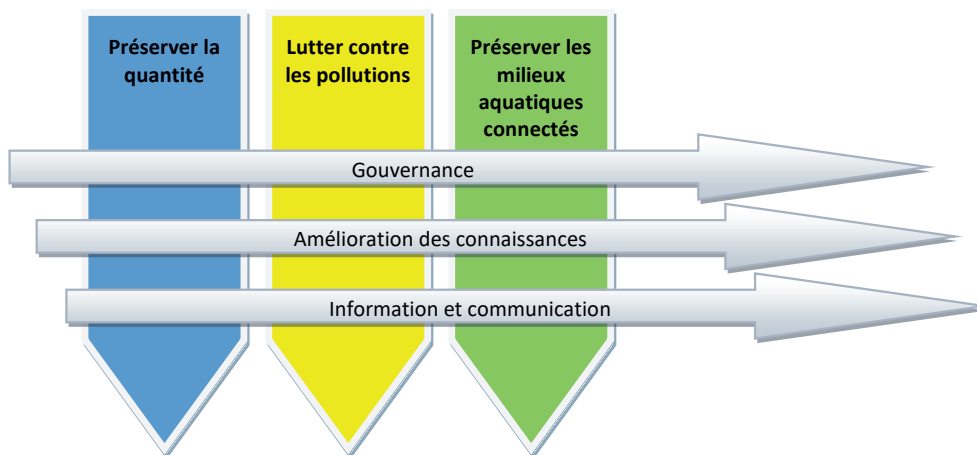 Préserver la
quantité
Lutter contre
les pollutions
Préserver les
milieux
aquatiques
connectés
Gouvernance
Amélioration des connaissances
Information et communication